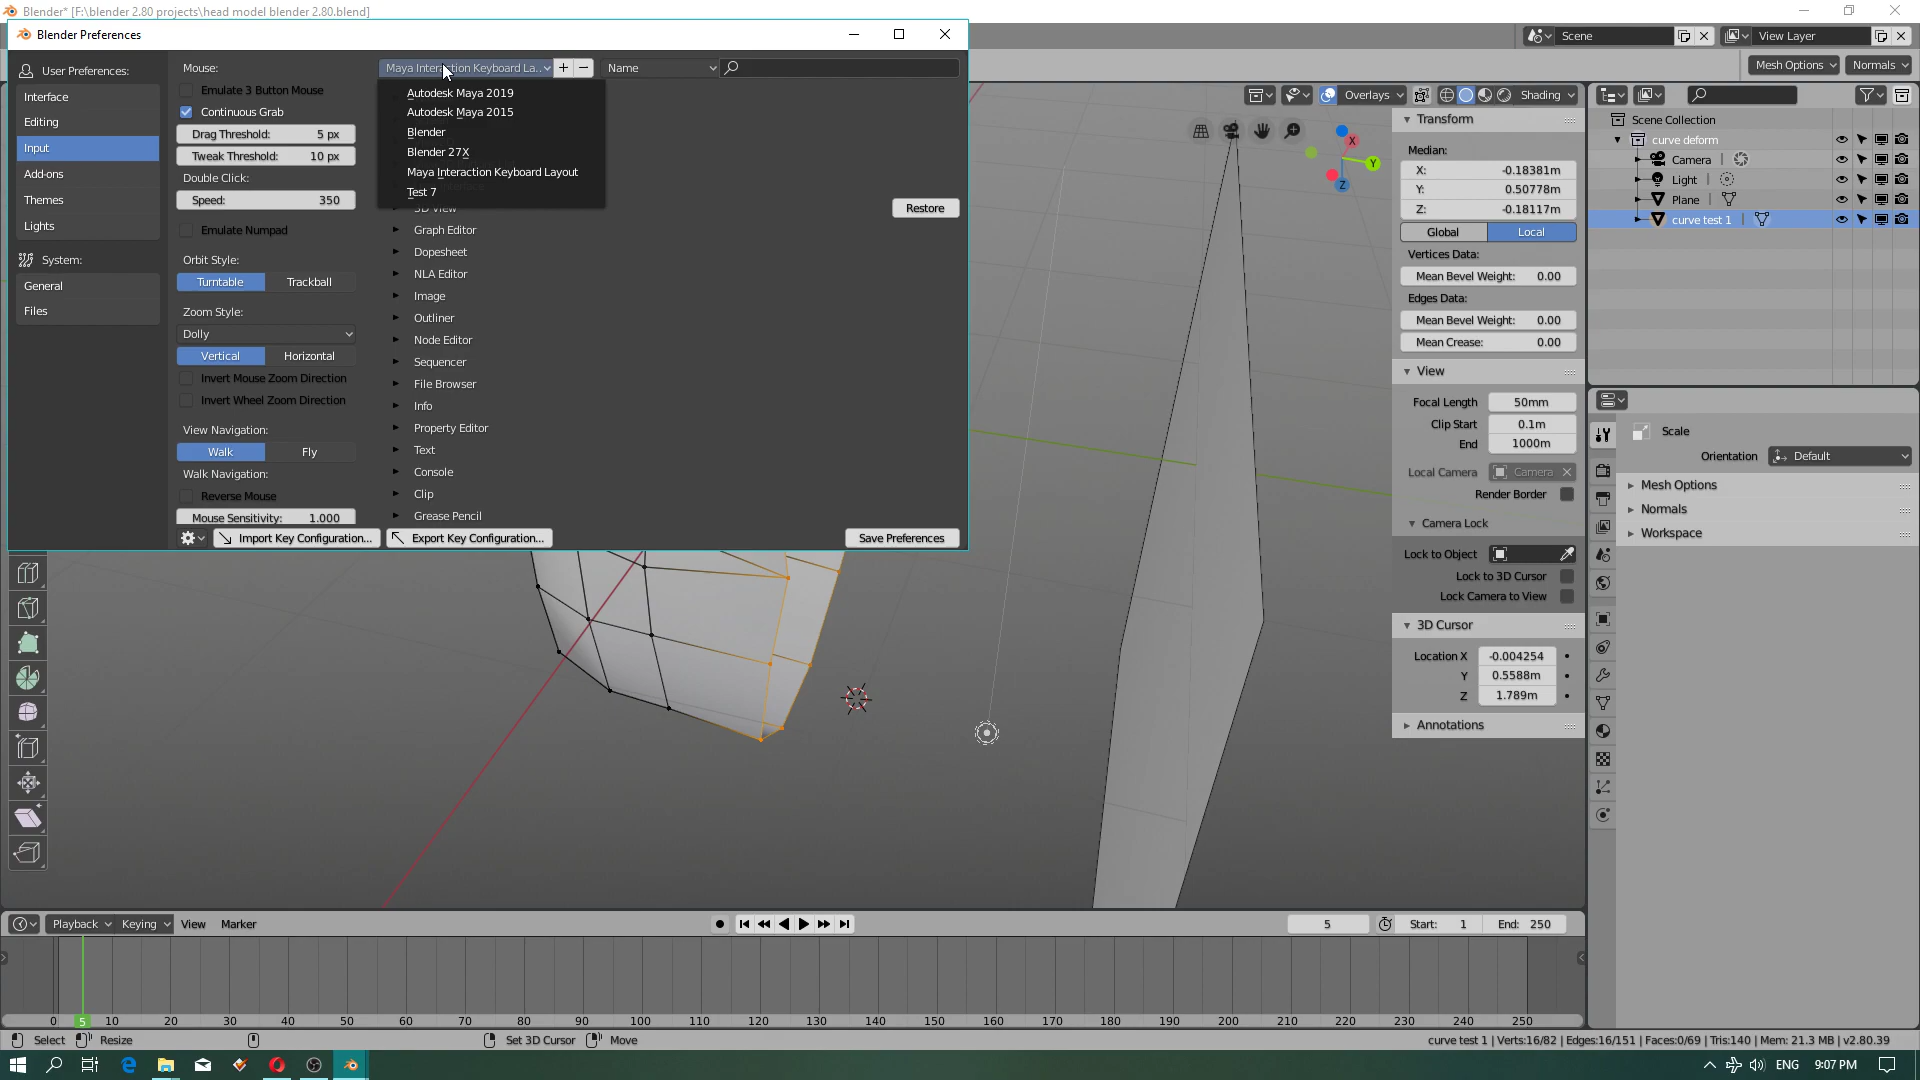 Blender* [F:\blender 2.80 projects\head model blender 2.80.blend]
Blender Preferences
Scene
View Layer
User Preferences:
Interface
Editing
Input
Add-ons
Themes
Lights
System:
General
Files
Mouse:
Emulate 3 Button Mouse
Continuous Grab
Drag Threshold: 5 px
Tweak Threshold: 10 px
Double Click:
Speed: 350
Emulate Numpad
Orbit Style:
Turntable Trackball
Zoom Style:
Dolly
Vertical Horizontal
Invert Mouse Zoom Direction
Invert Wheel Zoom Direction
View Navigation:
Walk Fly
Walk Navigation:
Reverse Mouse
Mouse Sensitivity: 1.000
Import Key Configuration...
Export Key Configuration...
Save Preferences
Maya Interaction Keyboard La..
Name
Autodesk Maya 2019
Autodesk Maya 2015
Blender
Blender 27X
Maya Interaction Keyboard Layout
Test 7
3D View
Restore
Graph Editor
Dopesheet
NLA Editor
Image
Outliner
Node Editor
Sequencer
File Browser
Info
Property Editor
Text
Console
Clip
Grease Pencil
Mesh Options
Normals
Overlays
Shading
X
Y
Z
Transform
Median:
X: -0.18381m
Y: 0.50778m
Z: -0.18117m
Global Local
Vertices Data:
Mean Bevel Weight: 0.00
Edges Data:
Mean Bevel Weight: 0.00
Mean Crease: 0.00
View
Focal Length 50mm
Clip Start 0.1m
End 1000m
Local Camera Camera
Render Border
Camera Lock
Lock to Object
Lock to 3D Cursor
Lock Camera to View
3D Cursor
Location X -0.004254
Y 0.5588m
Z 1.789m
Annotations
Scene Collection
curve deform
Camera
Light
Plane
curve test 1
Scale
Orientation Default
Mesh Options
Normals
Workspace
Playback Keying View Marker
5 Start: 1 End: 250
0 5 10 20 30 40 50 60 70 80 90 100 110 120 130 140 150 160 170 180 190 200 210 220 230 240 250
Select Resize Set 3D Cursor Move
curve test 1 | Verts:16/82 | Edges:16/151 | Faces:0/69 | Tris:140 | Mem: 21.3 MB | v2.80.39
ENG 9:07 PM